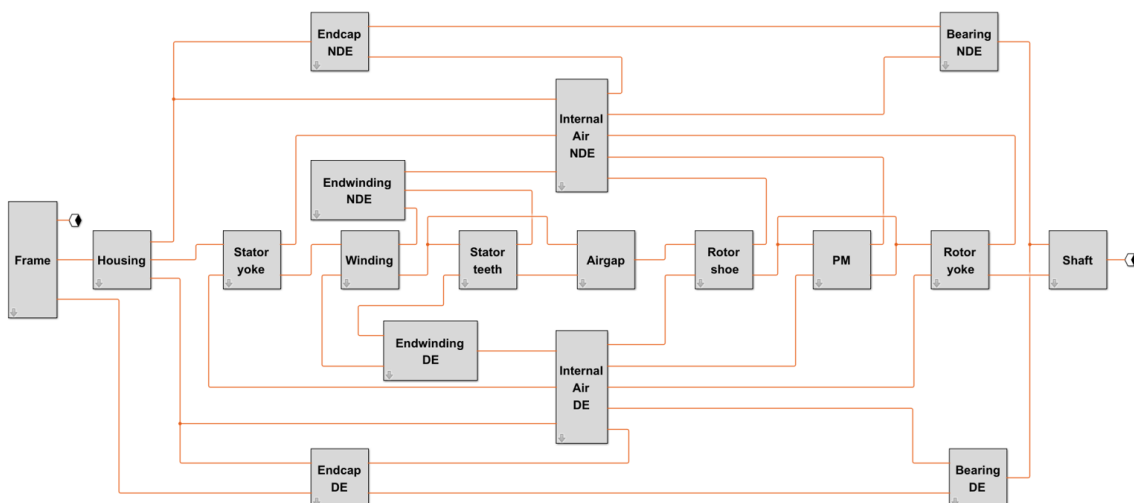 Endcap
NDE
Bearing
NDE
Internal
Air
NDE
Endwinding
NDE
Frame
Housing
Stator
yoke
Winding
Stator
teeth
Airgap
Rotor
shoe
PM
Rotor
yoke
Shaft
Endwinding
DE
Internal
Air
DE
Endcap
DE
Bearing
DE